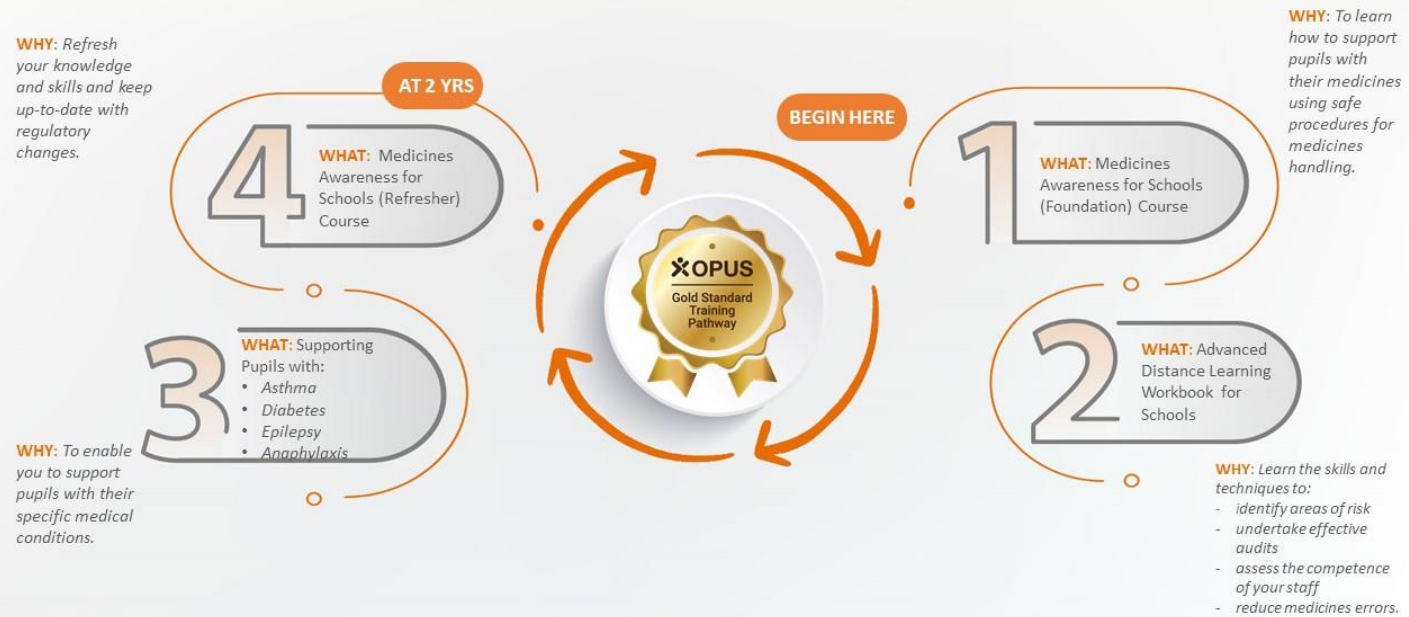 BEGIN HERE
1
WHAT: Medicines
Awareness for Schools
(Foundation) Course
WHY: To learn
how to support
pupils with
their medicines
using safe
procedures for
medicines
handling.
2
WHAT: Advanced
Distance Learning
Workbook for
Schools
WHY: Learn the skills and
techniques to:
- identify areas of risk
- undertake effective
audits
- assess the competence
of your staff
- reduce medicines errors.
3
WHAT: Supporting
Pupils with:
• Asthma
• Diabetes
• Epilepsy
• Anaphylaxis
WHY: To enable
you to support
pupils with their
specific medical
conditions.
AT 2 YRS
4
WHAT: Medicines
Awareness for
Schools (Refresher)
Course
WHY: Refresh
your knowledge
and skills and keep
up-to-date with
regulatory
changes.
OPUS
Gold Standard
Training
Pathway